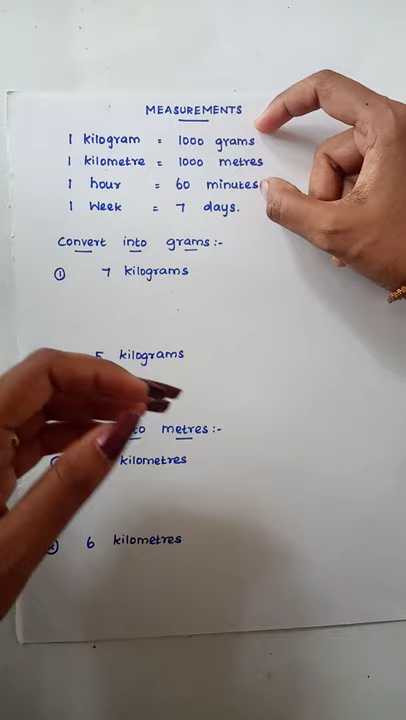 MEASUREMENTS
1 kilogram = 1000 grams
1 kilometre = 1000 metres
1 hour = 60 minutes
1 Week = 7 days.
Convert into grams:-
① 7 kilograms
5 kilograms
metres:-
kilometres
② 6 kilometres